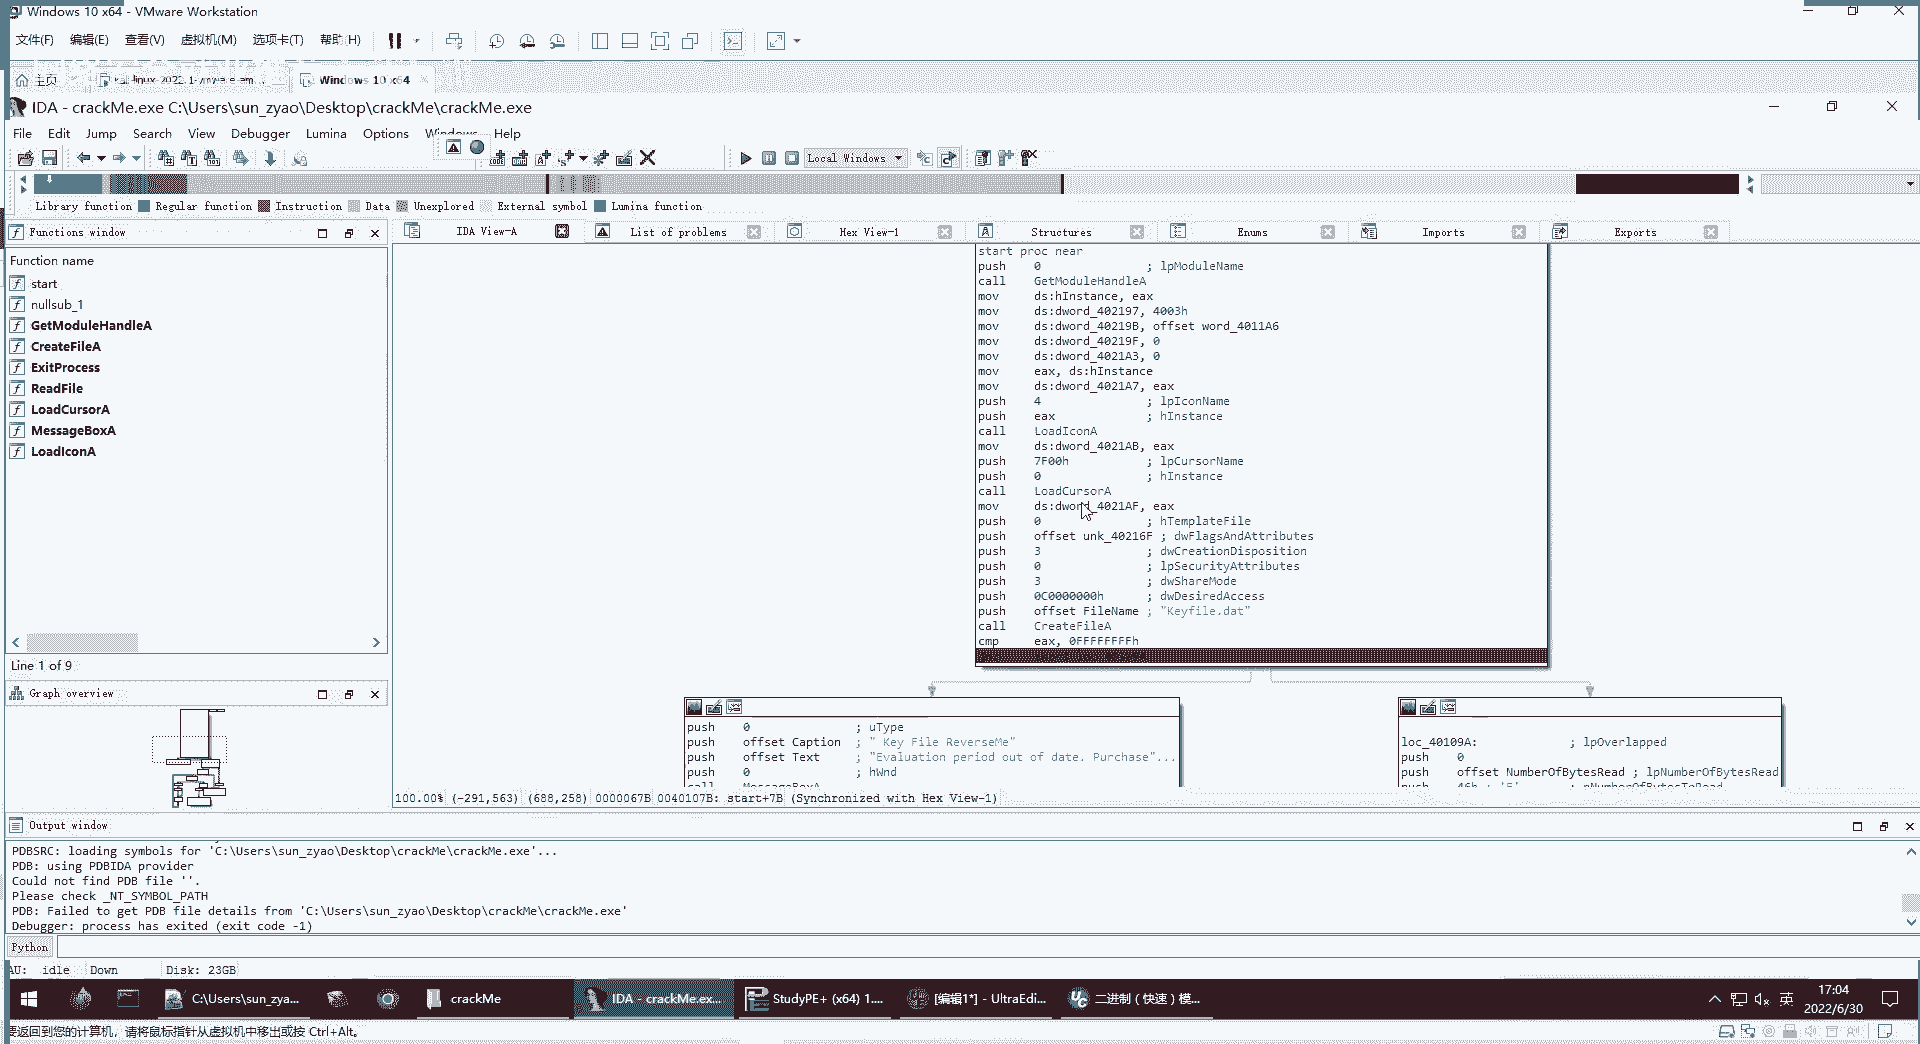 Windows 10 x64 - VMware Workstation
文件(F) 编辑(E) 查看(V) 虚拟机(M) 选项卡(T) 帮助(H)
主页 Windows 10 x64
IDA - crackMe.exe C:\Users\sun_zyao\Desktop\crackMe\crackMe.exe
File Edit Jump Search View Debugger Lumina Options Windows Help
Local Windows
Library function Regular function Instruction Data Unexplored External symbol Lumina function
Functions window
IDA View-A List of problems Hex View-1 Structures Enums Imports Exports
Function name
start
nullsub_1
GetModuleHandleA
CreateFileA
ExitProcess
ReadFile
LoadCursorA
MessageBoxA
LoadIconA
Line 1 of 9
Graph overview
start proc near
push 0 ; lpModuleName
call GetModuleHandleA
mov ds:hInstance, eax
mov ds:dword_402197, 4003h
mov ds:dword_40219B, offset word_4011A6
mov ds:dword_40219F, 0
mov ds:dword_4021A3, 0
mov eax, ds:hInstance
mov ds:dword_4021A7, eax
push 4 ; lpIconName
push eax ; hInstance
call LoadIconA
mov ds:dword_4021AB, eax
push 7F00h ; lpCursorName
push 0 ; hInstance
call LoadCursorA
mov ds:dword_4021AF, eax
push 0 ; hTemplateFile
push offset unk_40216F ; dwFlagsAndAttributes
push 3 ; dwCreationDisposition
push 0 ; lpSecurityAttributes
push 3 ; dwShareMode
push 0C0000000h ; dwDesiredAccess
push offset FileName ; "Keyfile.dat"
call CreateFileA
cmp eax, 0FFFFFFFFh
push 0 ; uType
push offset Caption ; " Key File ReverseMe"
push offset Text ; "Evaluation period out of date. Purchase"...
push 0 ; hWnd
call MessageBoxA
loc_40109A: ; lpOverlapped
push 0
push offset NumberOfBytesRead ; lpNumberOfBytesRead
push 46h ; 'F' ; nNumberOfBytesToRead
100.00% (-291,563) (688,258) 0000067B 0040107B: start+7B (Synchronized with Hex View-1)
Output window
PDBSRC: loading symbols for 'C:\Users\sun_zyao\Desktop\crackMe\crackMe.exe'...
PDB: using PDBIDA provider
Could not find PDB file ''.
Please check _NT_SYMBOL_PATH
PDB: Failed to get PDB file details from 'C:\Users\sun_zyao\Desktop\crackMe\crackMe.exe'
Debugger: process has exited (exit code -1)
Python
AU: idle Down Disk: 23GB
C:\Users\sun_zya... crackMe IDA - crackMe.ex... StudyPE+ (x64) 1.... [编辑1*] - UltraEdi... 二进制（快速）模... 英 17:04
2022/6/30
要返回到您的计算机，请将鼠标指针从虚拟机中移出或按 Ctrl+Alt。